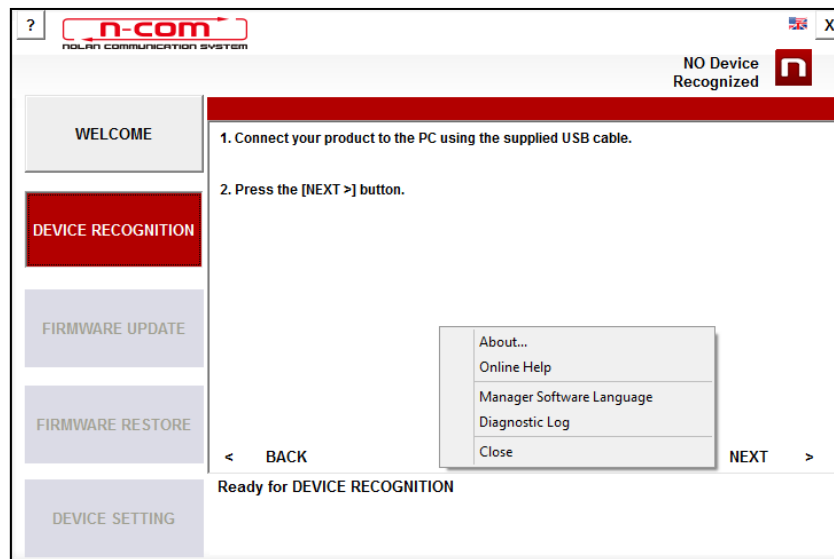 ?
n-com
NOLAN COMMUNICATION SYSTEM
X
NO Device
Recognized
n
WELCOME
DEVICE RECOGNITION
FIRMWARE UPDATE
FIRMWARE RESTORE
DEVICE SETTING
1. Connect your product to the PC using the supplied USB cable.
2. Press the [NEXT >] button.
About...
Online Help
Manager Software Language
Diagnostic Log
Close
< BACK
NEXT >
Ready for DEVICE RECOGNITION